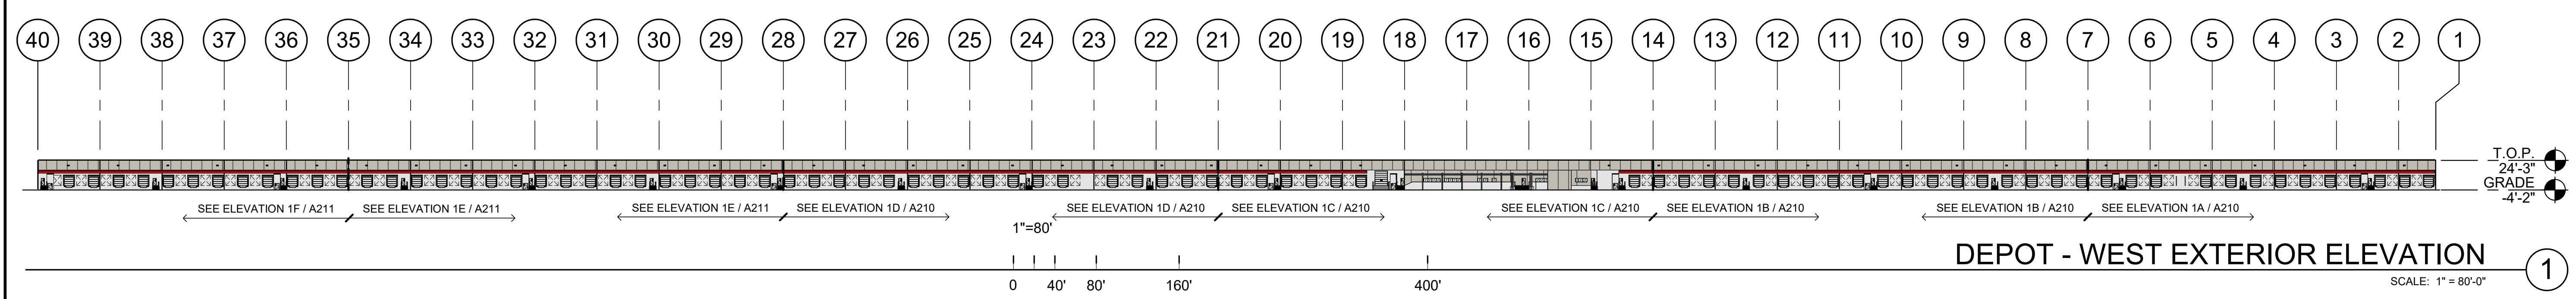 40 39 38 37 36 35 34 33 32 31 30 29 28 27 26 25 24 23 22 21 20 19 18 17 16 15 14 13 12 11 10 9 8 7 6 5 4 3 2 1
T.O.P.
24'-3"
GRADE
-4'-2"
SEE ELEVATION 1F / A211 SEE ELEVATION 1E / A211 SEE ELEVATION 1E / A211 SEE ELEVATION 1D / A210 SEE ELEVATION 1D / A210 SEE ELEVATION 1C / A210 SEE ELEVATION 1C / A210 SEE ELEVATION 1B / A210 SEE ELEVATION 1B / A210 SEE ELEVATION 1A / A210
1"=80'
0 40' 80' 160' 400'
DEPOT - WEST EXTERIOR ELEVATION
1
SCALE: 1" = 80'-0"